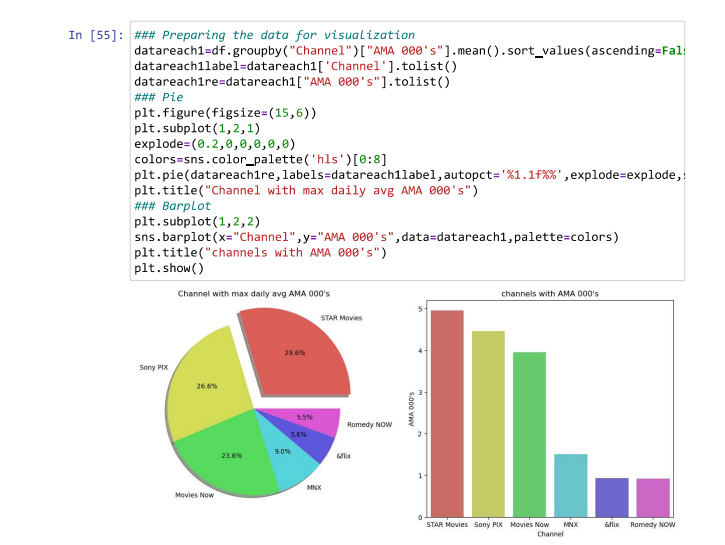 In [55]: ### Preparing the data for visualization
datareach1=df.groupby("Channel")["AMA 000's"].mean().sort_values(ascending=Fals
datareach1label=datareach1['Channel'].tolist()
datareach1re=datareach1["AMA 000's"].tolist()
### Pie
plt.figure(figsize=(15,6))
plt.subplot(1,2,1)
explode=(0.2,0,0,0,0,0)
colors=sns.color_palette('hls')[0:8]
plt.pie(datareach1re,labels=datareach1label,autopct='%1.1f%%',explode=explode,s
plt.title("Channel with max daily avg AMA 000's")
### Barplot
plt.subplot(1,2,2)
sns.barplot(x="Channel",y="AMA 000's",data=datareach1,palette=colors)
plt.title("channels with AMA 000's")
plt.show()
Channel with max daily avg AMA 000's
STAR Movies
29.6%
Sony PIX
26.6%
5.5%
Romedy NOW
5.6%
&flix
23.6%
9.0%
MNX
Movies Now
channels with AMA 000's
5
4
3
2
1
0
AMA 000's
STAR Movies Sony PIX Movies Now MNX &flix Romedy NOW
Channel